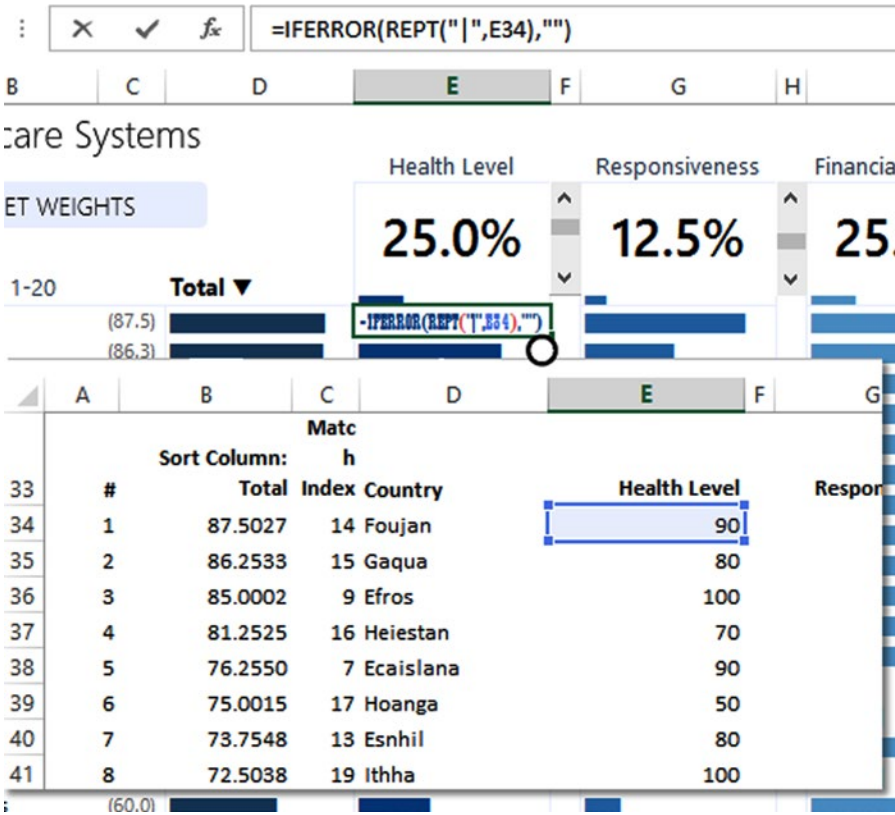 =IFERROR(REPT("|",E34),"")
B C D E F G H
care Systems
Health Level Responsiveness Financia
ET WEIGHTS
25.0% 12.5% 25.
1-20 Total ▼
(87.5) =IFERROR(REPT("|",E34),"")
(86.3)
A B C D E F G
Matc
Sort Column: h
33 # Total Index Country Health Level Respon
34 1 87.5027 14 Foujan 90
35 2 86.2533 15 Gaqua 80
36 3 85.0002 9 Efros 100
37 4 81.2525 16 Heiestan 70
38 5 76.2550 7 Ecaislana 90
39 6 75.0015 17 Hoanga 50
40 7 73.7548 13 Esnhil 80
41 8 72.5038 19 Ithha 100
(60.0)